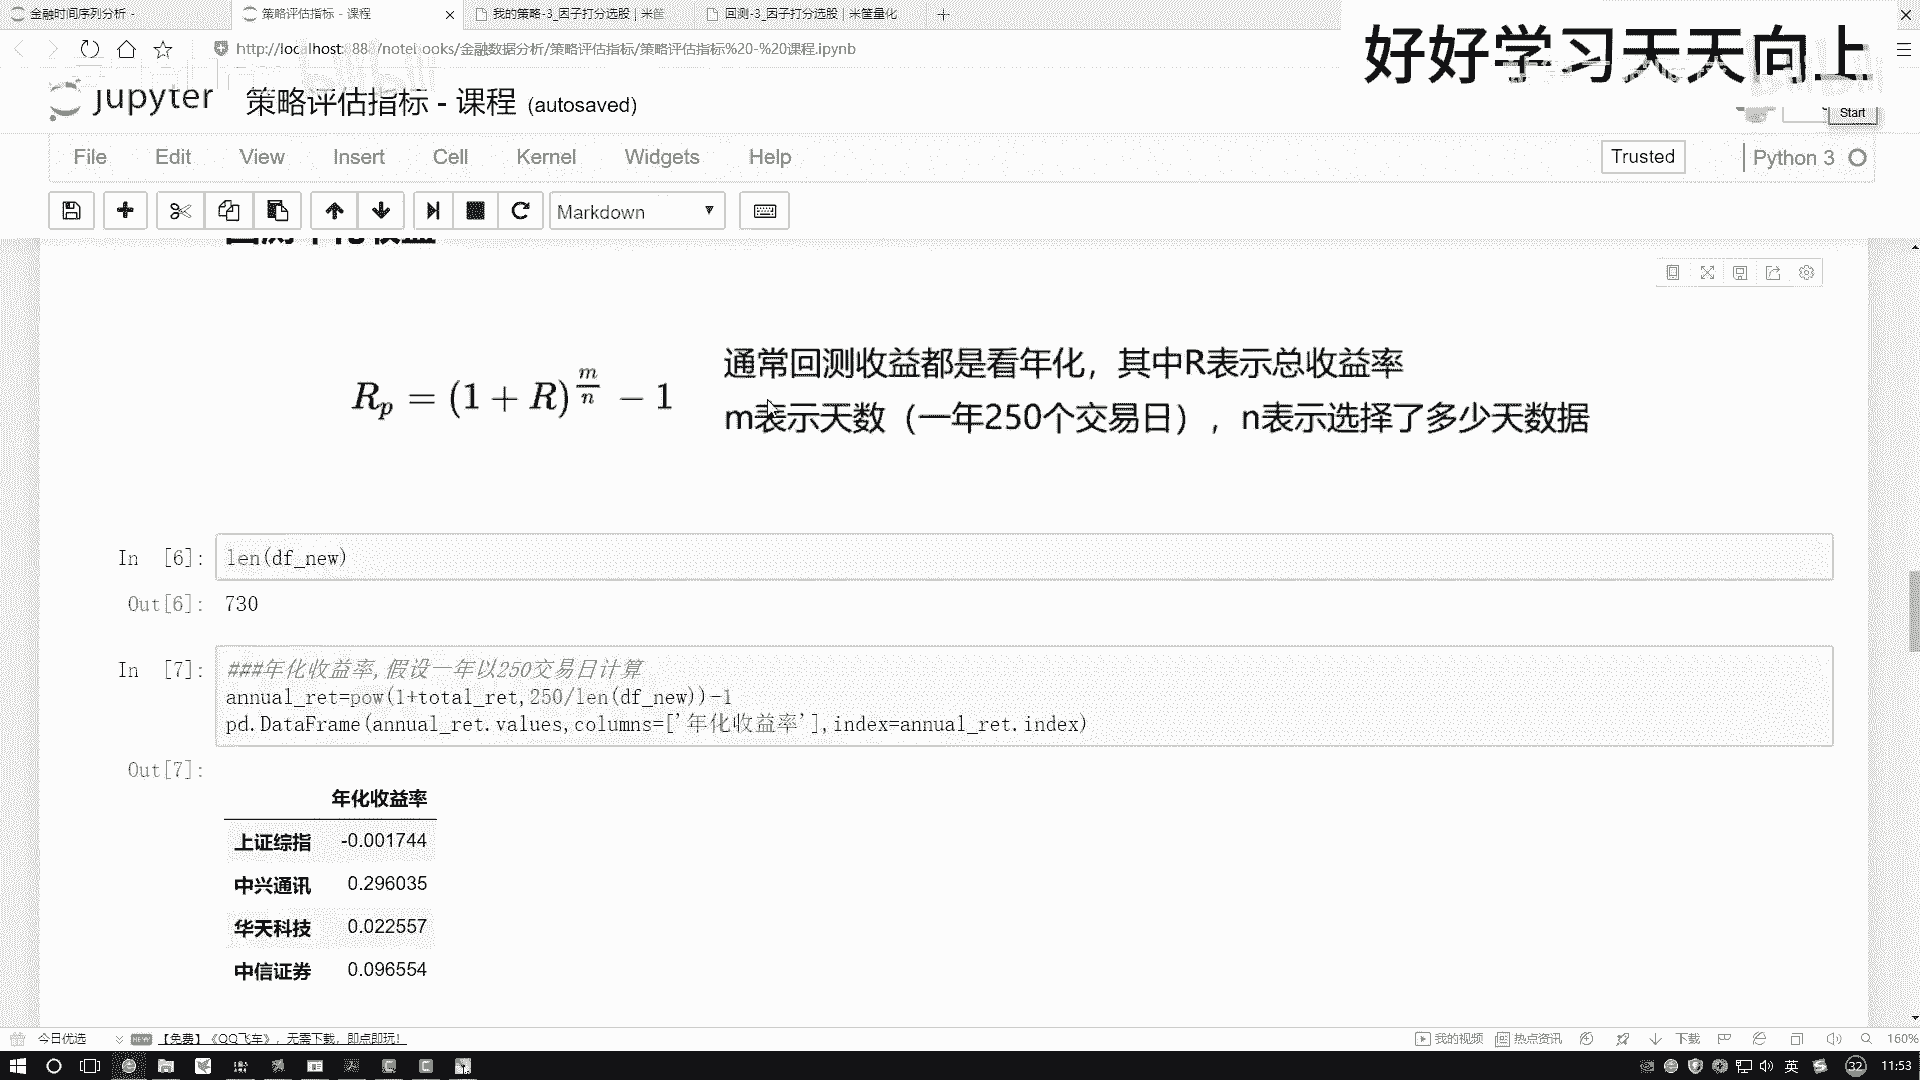 金融时间序列分析 -
策略评估指标 - 课程
我的策略-3_因子打分选股 | 米筐
回测-3_因子打分选股 | 米筐量化
http://localhost:8888/notebooks/金融数据分析/策略评估指标/策略评估指标%20-%20课程.ipynb
好好学习天天向上
jupyter 策略评估指标 - 课程 (autosaved)
Start
File Edit View Insert Cell Kernel Widgets Help
Trusted
Python 3
Markdown
R_p = (1 + R)^{m/n} − 1
通常回测收益都是看年化，其中R表示总收益率
m表示天数（一年250个交易日），n表示选择了多少天数据
In [6]: len(df_new)
Out[6]: 730
In [7]: ###年化收益率,假设一年以250交易日计算
annual_ret=pow(1+total_ret,250/len(df_new))-1
pd.DataFrame(annual_ret.values,columns=['年化收益率'],index=annual_ret.index)
Out[7]:
年化收益率
上证综指 -0.001744
中兴通讯 0.296035
华天科技 0.022557
中信证券 0.096554
今日优选
【免费】《QQ飞车》，无需下载，即点即玩！
我的视频
热点资讯
下载
160%
英
32
11:53